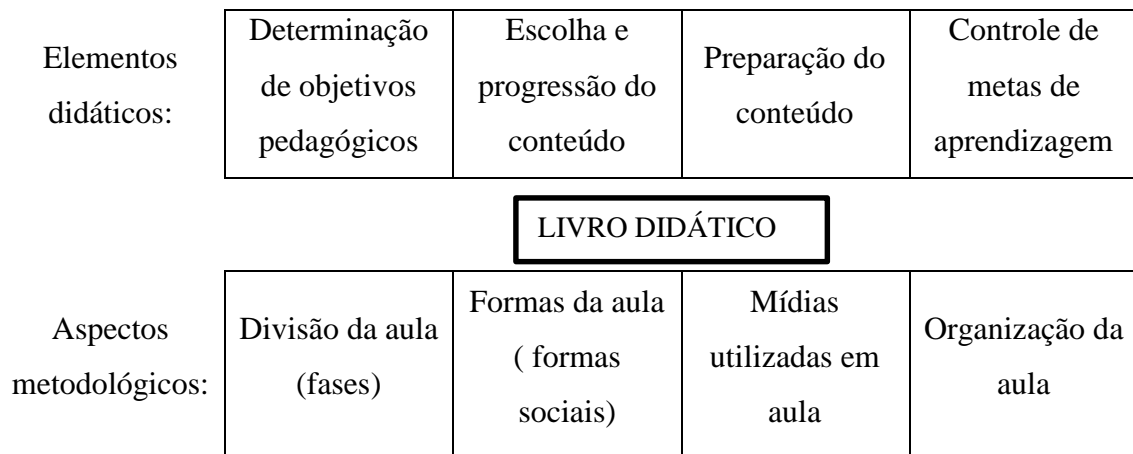 Elementos
didáticos:
Determinação
de objetivos
pedagógicos
Escolha e
progressão do
conteúdo
Preparação do
conteúdo
Controle de
metas de
aprendizagem
LIVRO DIDÁTICO
Aspectos
metodológicos:
Divisão da aula
(fases)
Formas da aula
( formas
sociais)
Mídias
utilizadas em
aula
Organização da
aula